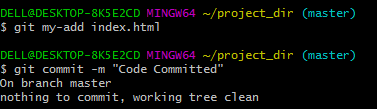 DELL@DESKTOP-8K5E2CD MINGW64 ~/project_dir (master)
$ git my-add index.html
DELL@DESKTOP-8K5E2CD MINGW64 ~/project_dir (master)
$ git commit -m "Code Committed"
On branch master
nothing to commit, working tree clean